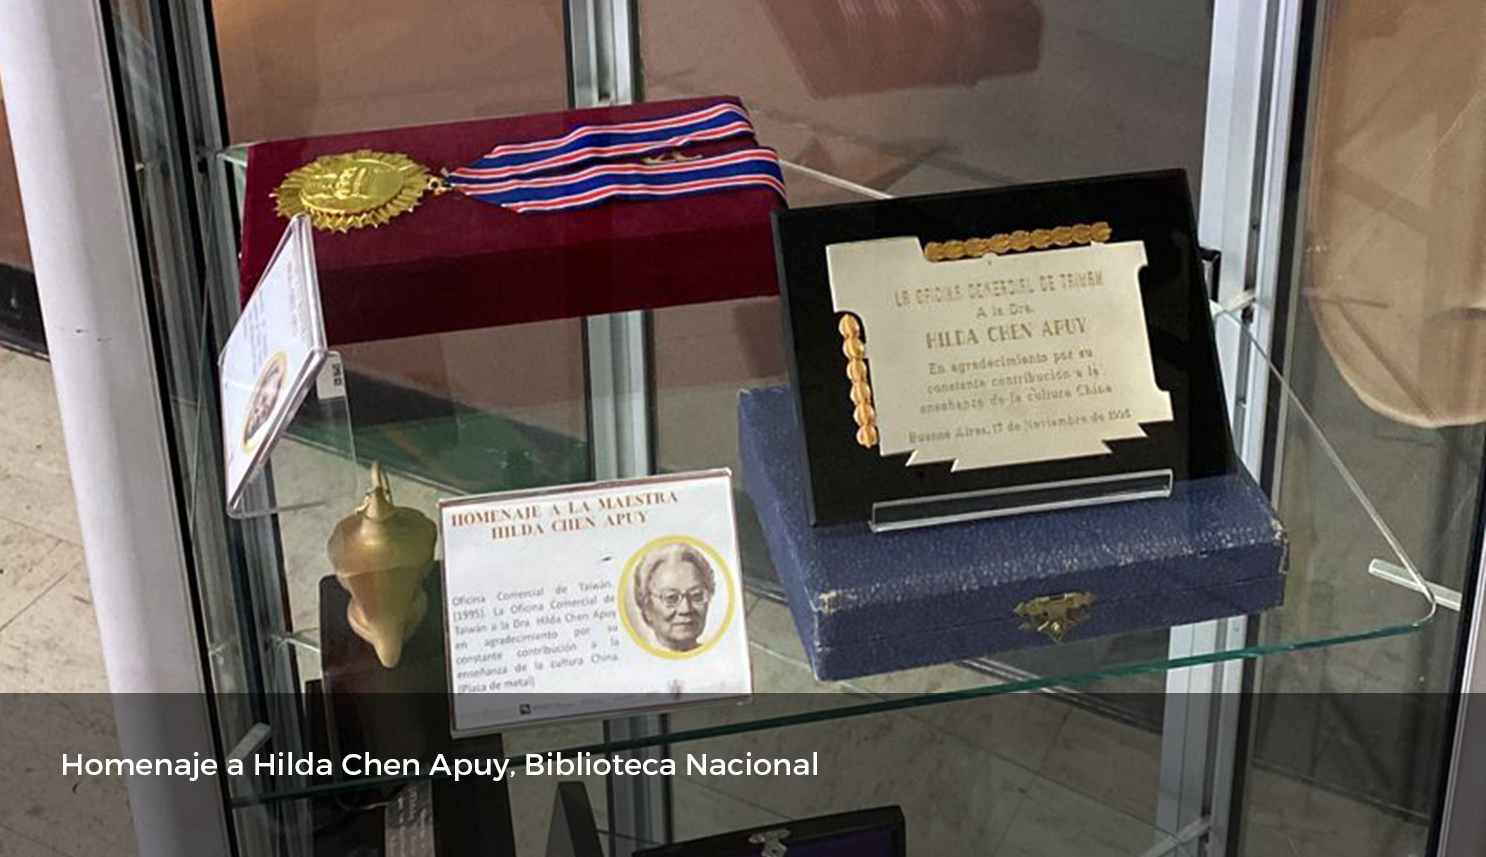 LA OFICINA COMERCIAL DE TAIWAN
A la Dra.
HILDA CHEN APUY
En agradecimiento por su
constante contribución a la
enseñanza de la cultura China
Buenos Aires, 17 de Noviembre de
HOMENAJE A LA MAESTRA
HILDA CHEN APUY
Oficina Comercial de Taiwán.
(1995). La Oficina Comercial de
Taiwán a la Dra. Hilda Chen Apuy
en agradecimiento por su
constante contribución a la
enseñanza de la cultura China.
[Placa de metal]
Homenaje a Hilda Chen Apuy, Biblioteca Nacional